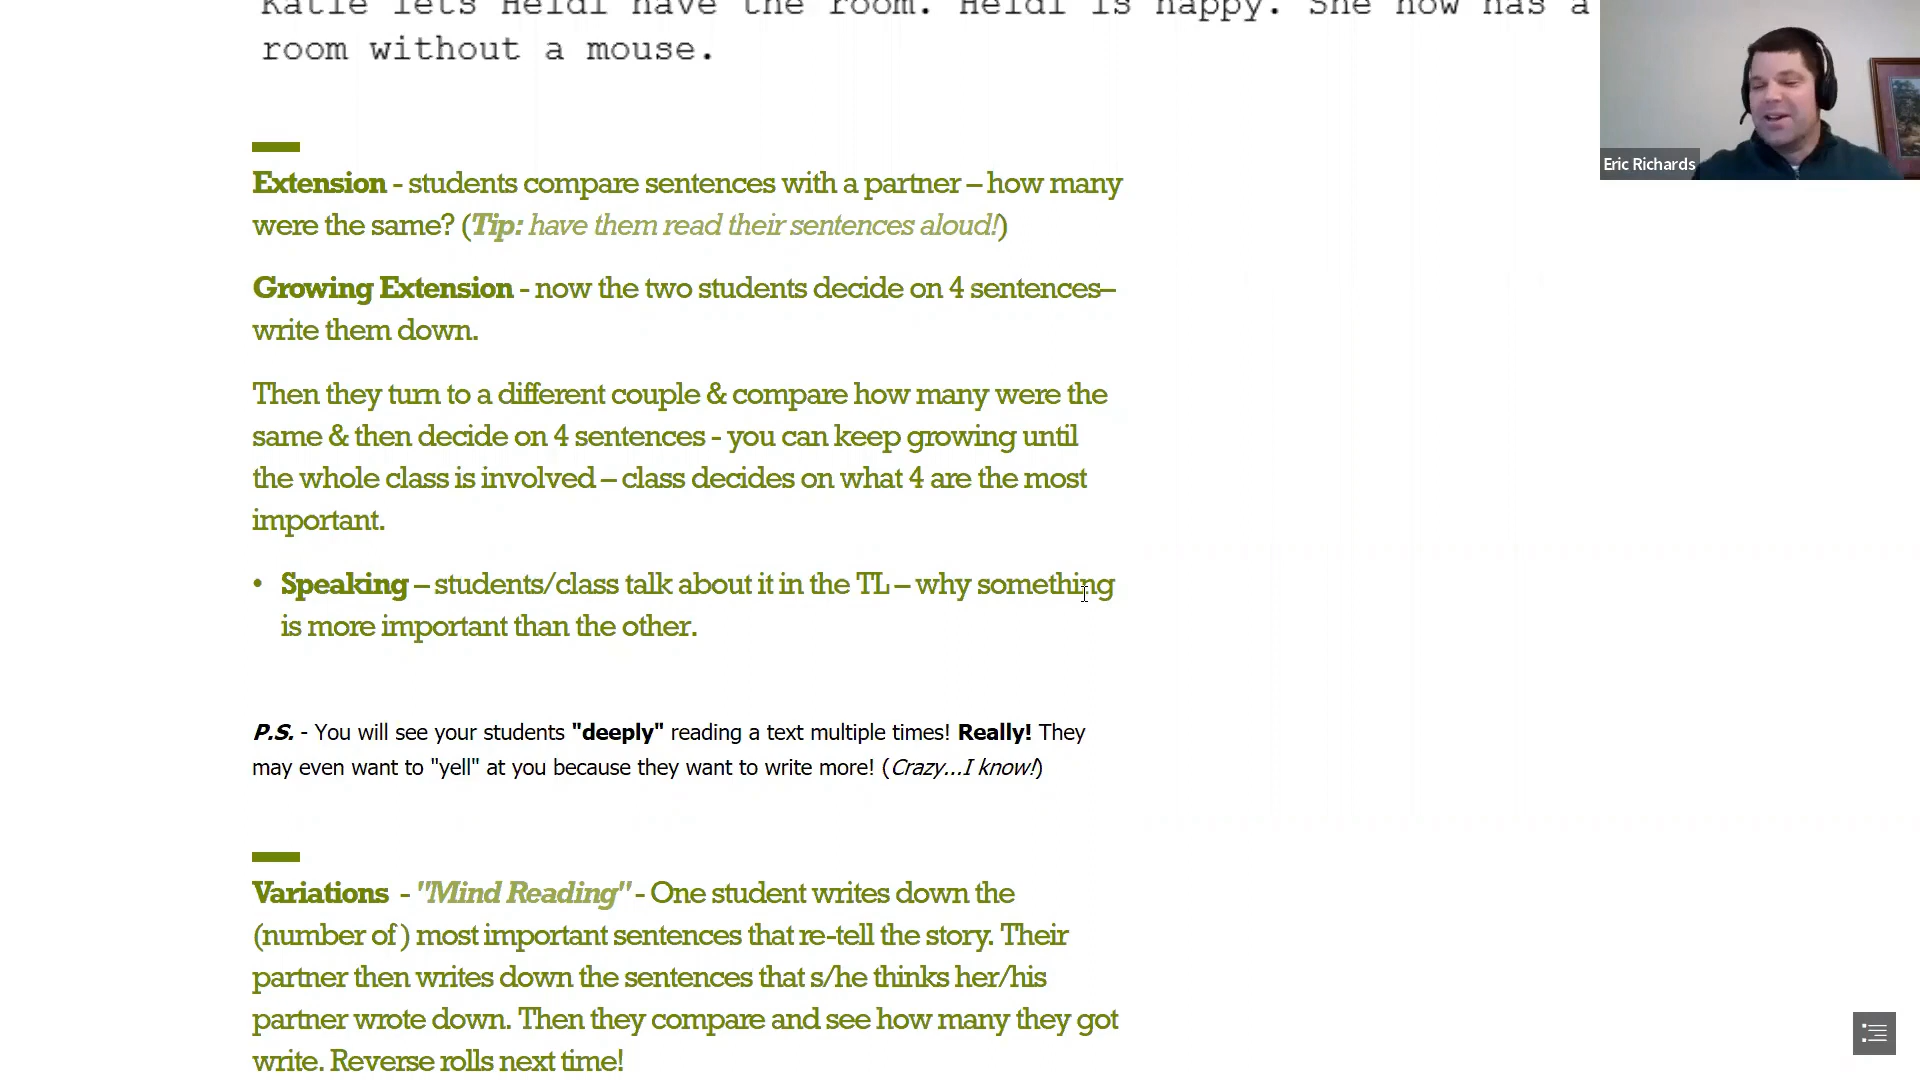 Katie lets Heidi have the room. Heidi is happy. She now has a
room without a mouse.
Eric Richards
Extension - students compare sentences with a partner – how many
were the same? (Tip: have them read their sentences aloud!)
Growing Extension - now the two students decide on 4 sentences–
write them down.
Then they turn to a different couple & compare how many were the
same & then decide on 4 sentences - you can keep growing until
the whole class is involved – class decides on what 4 are the most
important.
• Speaking – students/class talk about it in the TL – why something
is more important than the other.
P.S. - You will see your students "deeply" reading a text multiple times! Really! They
may even want to "yell" at you because they want to write more! (Crazy...I know!)
Variations - "Mind Reading" - One student writes down the
(number of ) most important sentences that re-tell the story. Their
partner then writes down the sentences that s/he thinks her/his
partner wrote down. Then they compare and see how many they got
write. Reverse rolls next time!